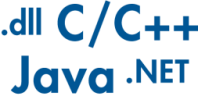 .dll C/C++
Java .NET